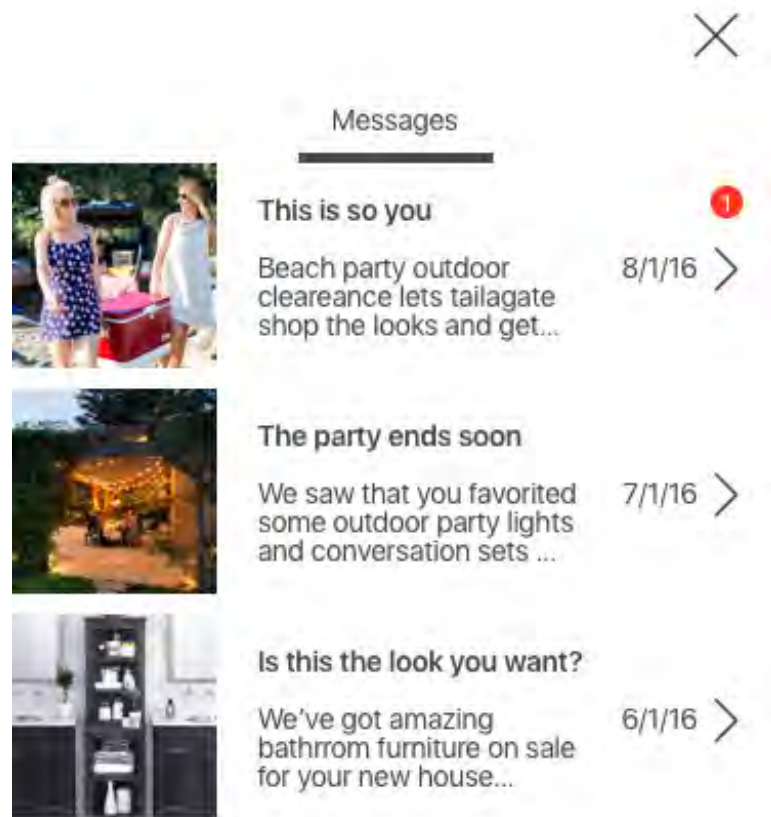 Messages
This is so you
1
Beach party outdoor
cleareance lets tailagate
shop the looks and get...
8/1/16
The party ends soon
We saw that you favorited
some outdoor party lights
and conversation sets ...
7/1/16
Is this the look you want?
We've got amazing
bathrrom furniture on sale
for your new house...
6/1/16